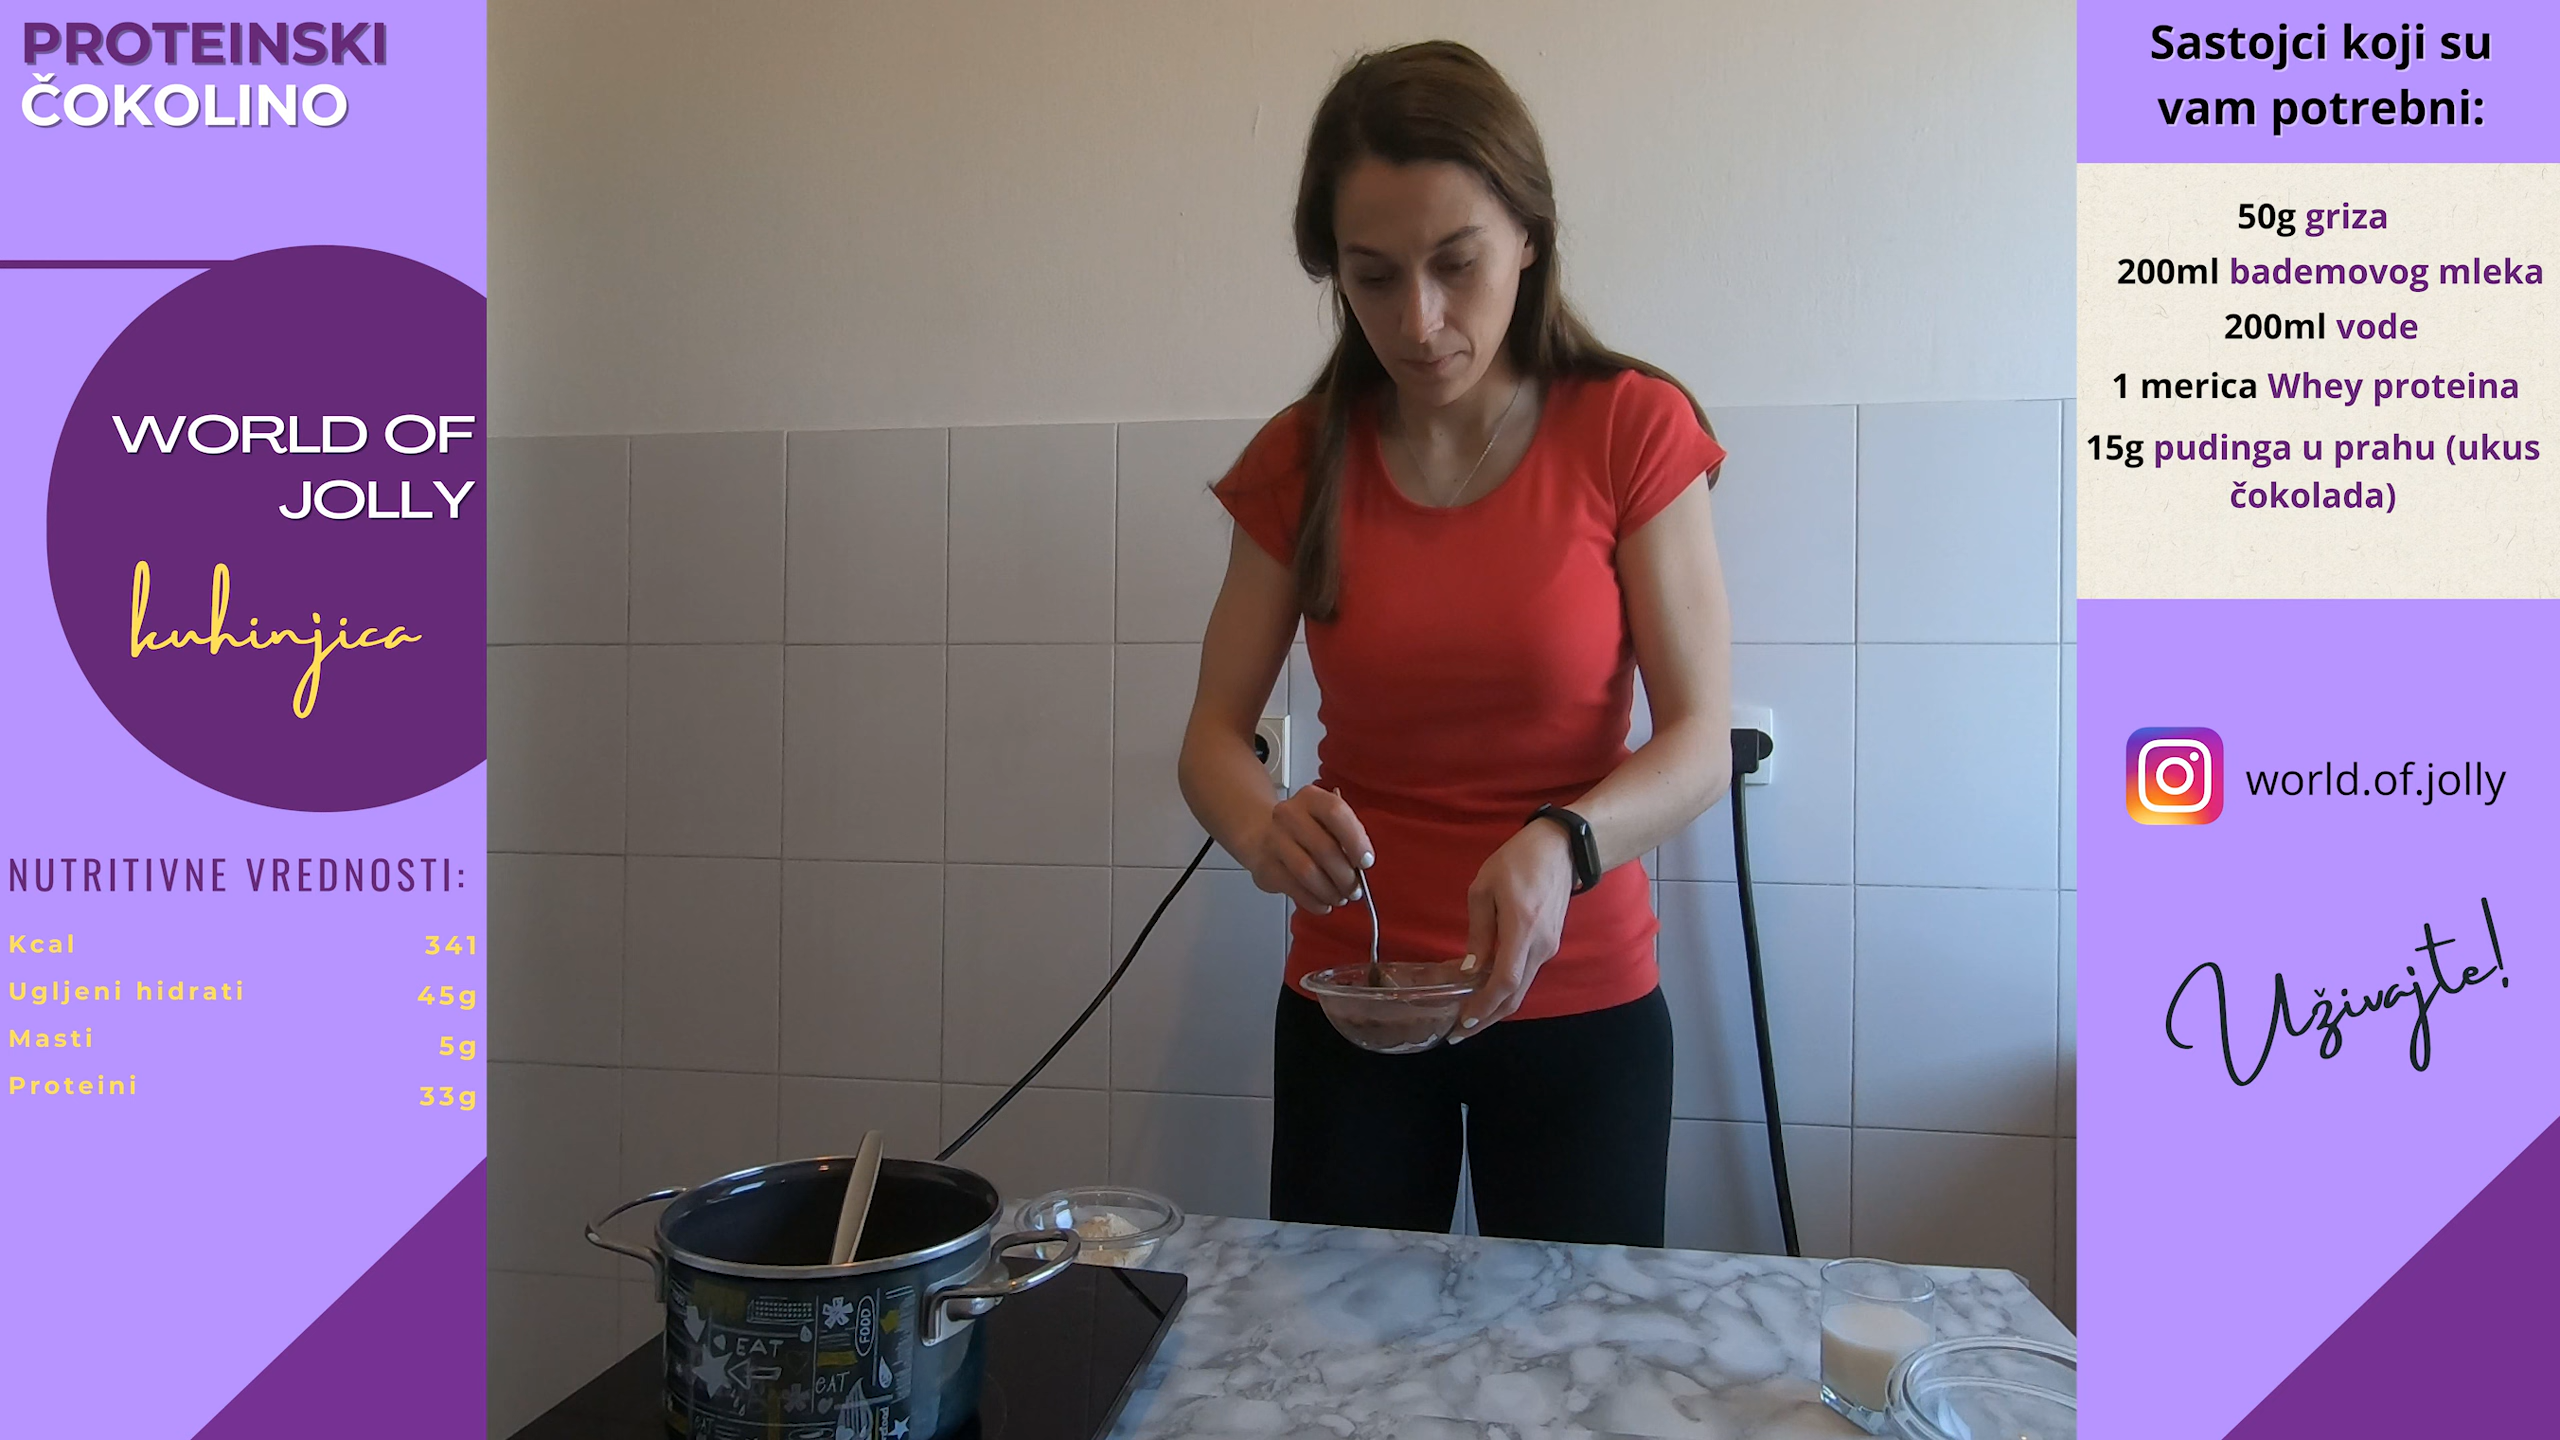 PROTEINSKI
ČOKOLINO
WORLD OF
JOLLY
kuhinjica
NUTRITIVNE VREDNOSTI:
Kcal 341
Ugljeni hidrati 45g
Masti 5g
Proteini 33g
Sastojci koji su
vam potrebni:
50g griza
200ml bademovog mleka
200ml vode
1 merica Whey proteina
15g pudinga u prahu (ukus
čokolada)
world.of.jolly
Uživajte!
FOOD
EAT
EAT
EAT